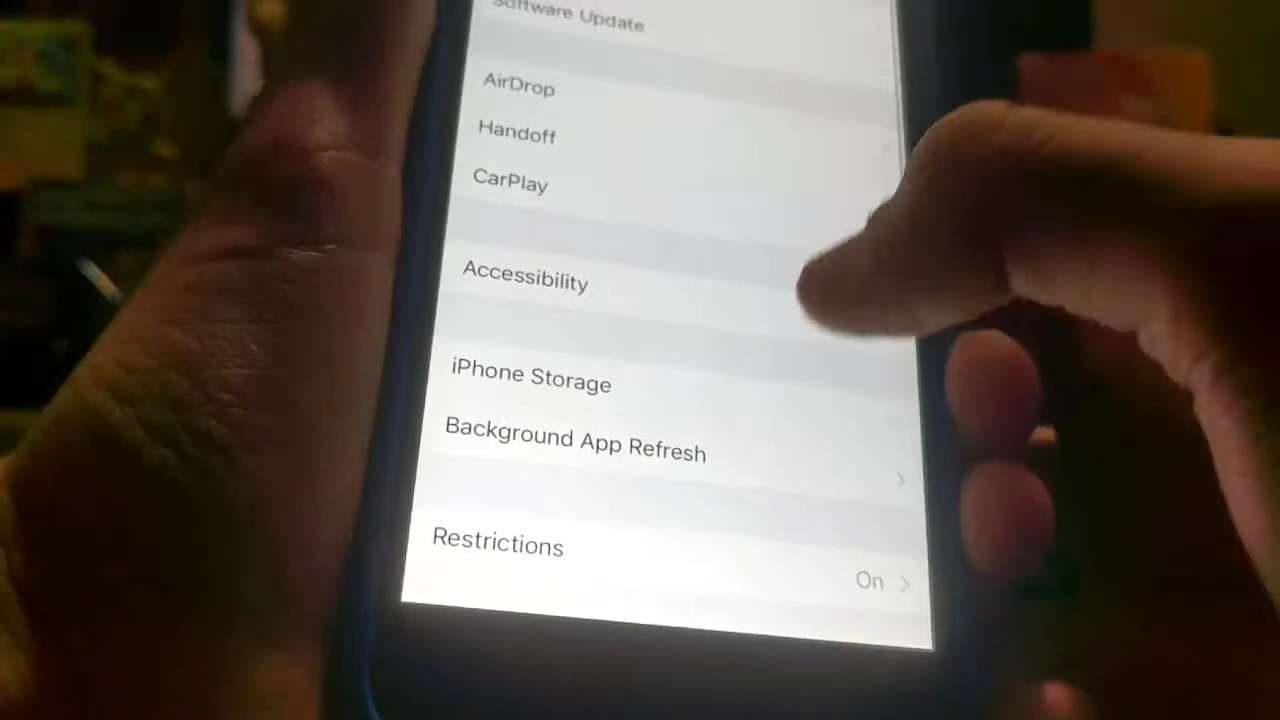 Software Update
AirDrop
Handoff
CarPlay
Accessibility
iPhone Storage
Background App Refresh
Restrictions
On